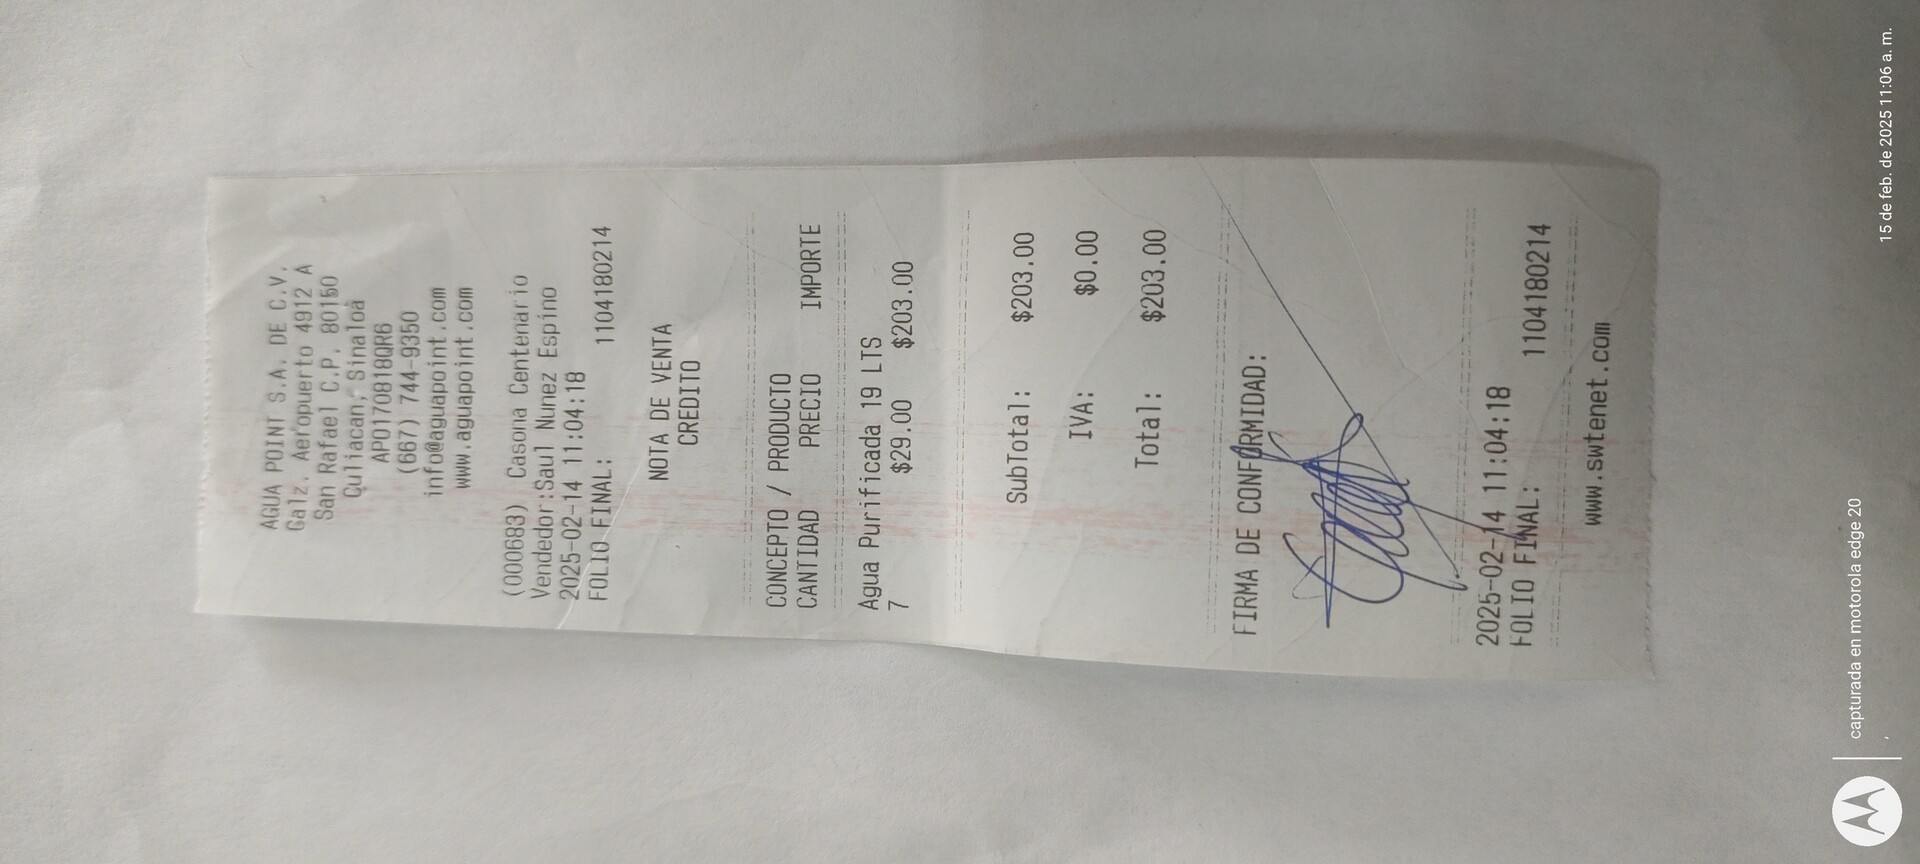 AGUA POINT S.A. DE C.V.
Calz. Aeropuerto 4912 A
San Rafael C.P. 80150
Culiacan, Sinaloa
APO170818QR6
(667) 744-9350
info@aguapoint.com
www.aguapoint.com
(000683) Casona Centenario
Vendedor:Saul Nunez Espino
2025-02-14 11:04:18
FOLIO FINAL: 1104180214
NOTA DE VENTA
CREDITO
CONCEPTO / PRODUCTO
CANTIDAD PRECIO IMPORTE
Agua Purificada 19 LTS
7 $29.00 $203.00
SubTotal: $203.00
IVA: $0.00
Total: $203.00
FIRMA DE CONFORMIDAD:
2025-02-14 11:04:18
FOLIO FINAL: 1104180214
www.swtenet.com
capturada en motorola edge 20
15 de feb. de 2025 11:06 a. m.